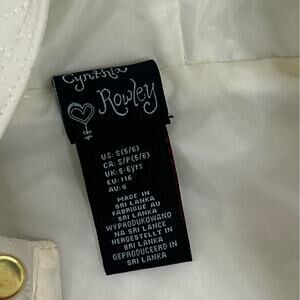 Cynthia
Rowley
US: S(5/6)
CA: S/P(5/6)
UK: 5-6yrs
EU: 116
AU: 6
MADE IN
SRI LANKA
FABRIQUÉ AU
SRI LANKA
WYPRODUKOWANO
NA SRI LANCE
HERGESTELLT IN
SRI LANKA
GEPRODUCEERD IN
SRI LANKA